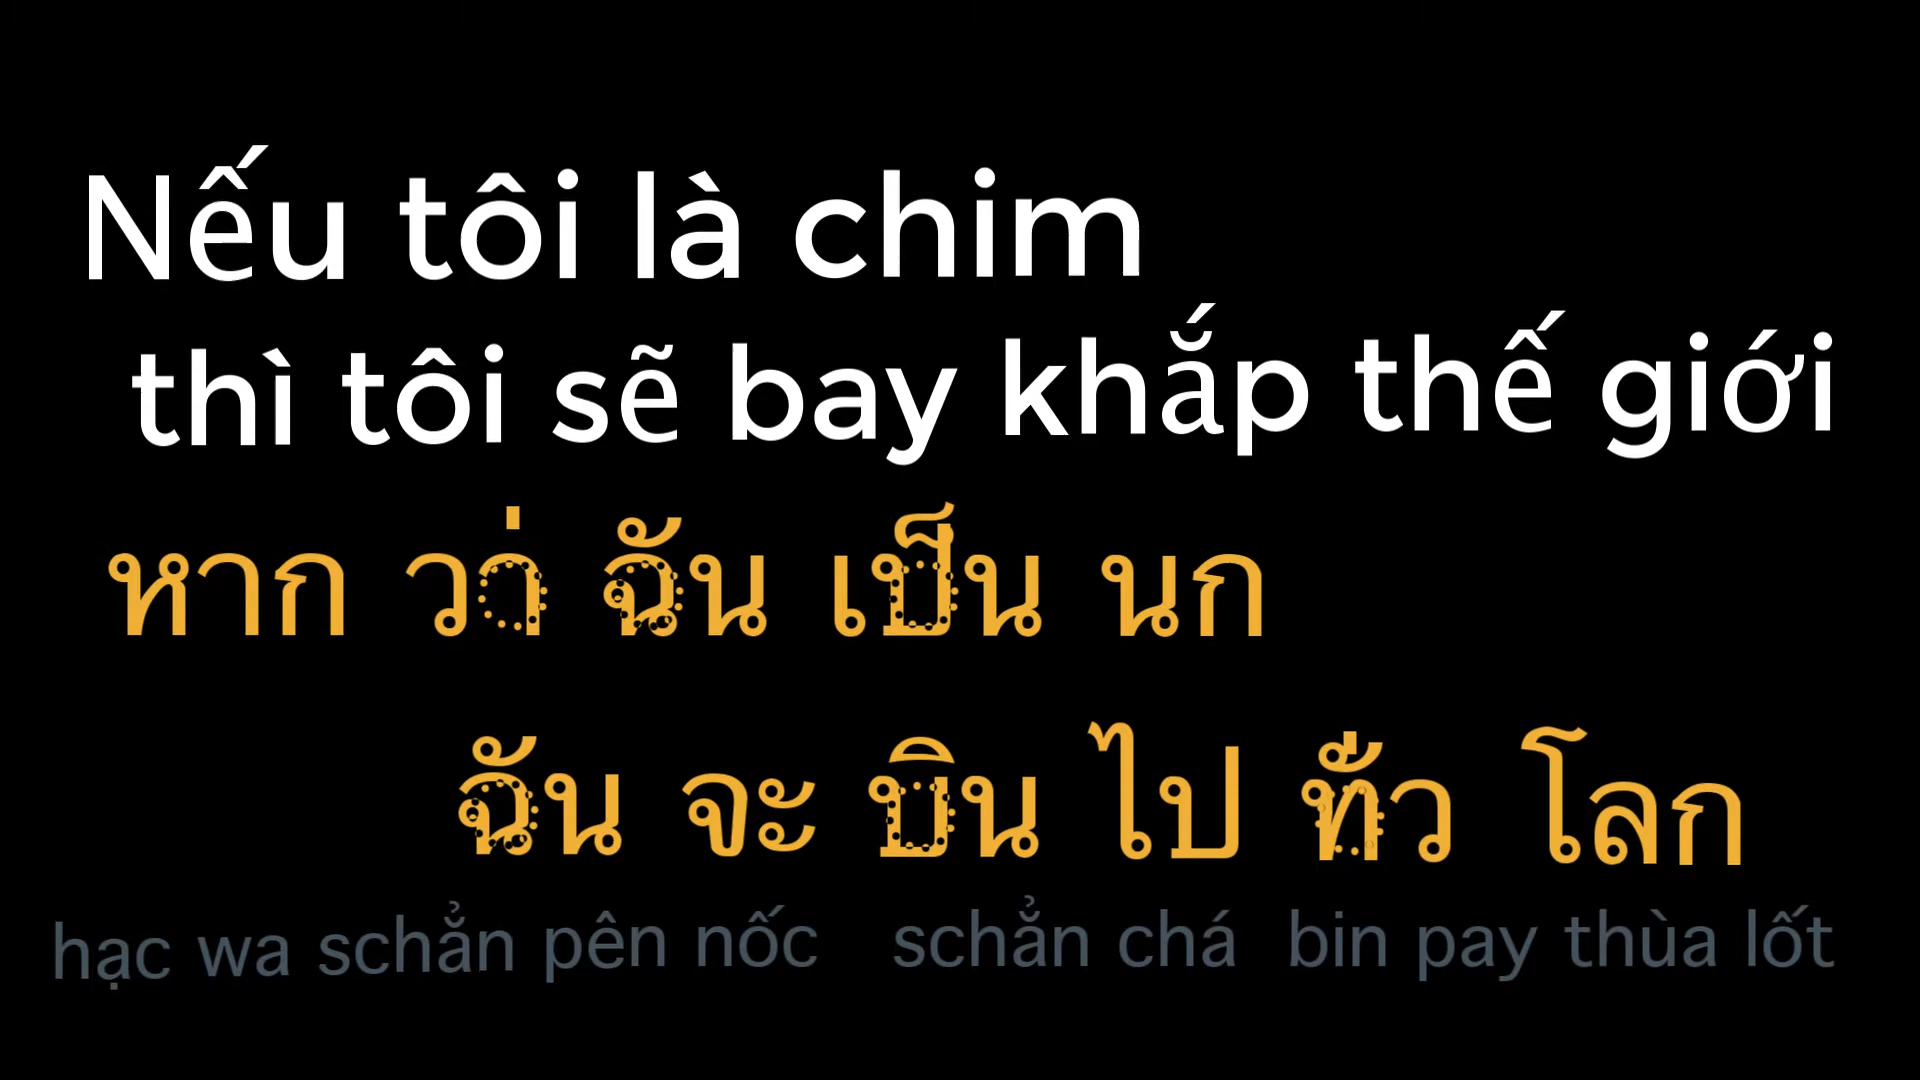 Nếu tôi là chim
thì tôi sẽ bay khắp thế giới
หาก ว่า ฉัน เป็น นก
ฉัน จะ บิน ไป ทั่ว โลก
hạc wa schẳn pên nốc schẳn chá bin pay thùa lốt